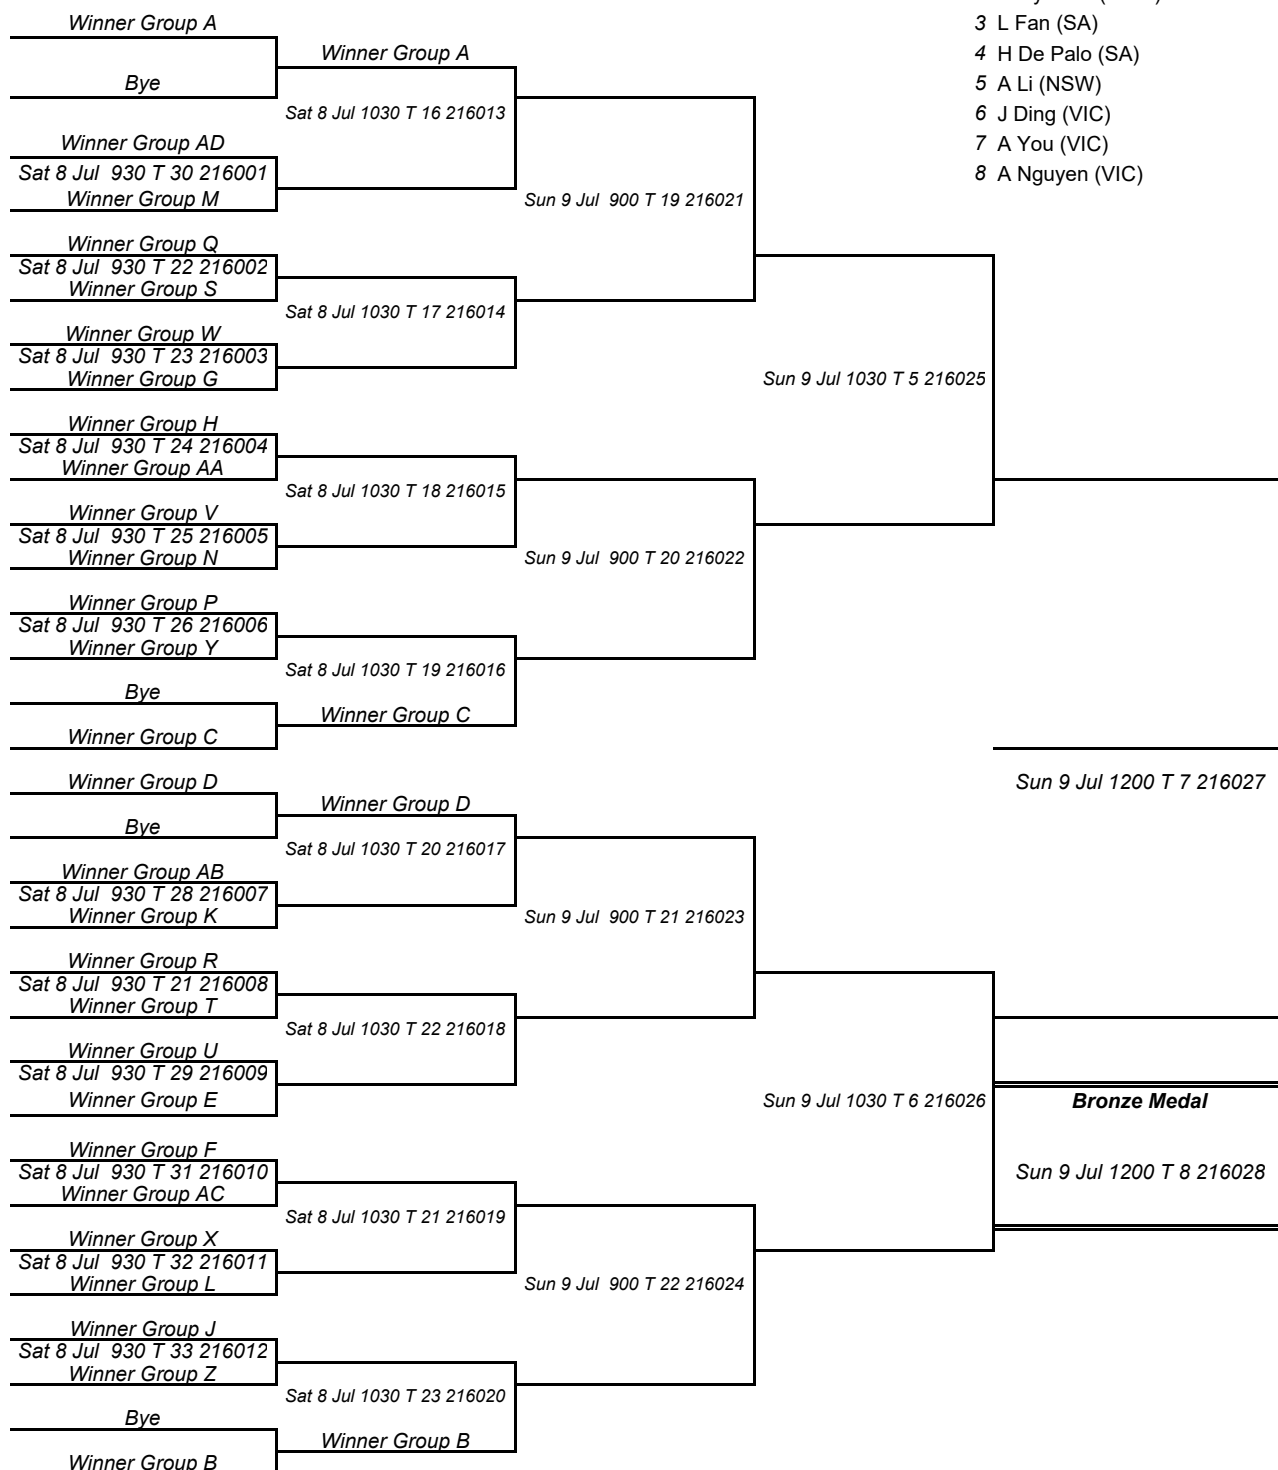 Winner Group A
Bye
Winner Group AD
Sat 8 Jul 930 T 30 216001
Winner Group M
Winner Group Q
Sat 8 Jul 930 T 22 216002
Winner Group S
Winner Group W
Sat 8 Jul 930 T 23 216003
Winner Group G
Winner Group H
Sat 8 Jul 930 T 24 216004
Winner Group AA
Winner Group V
Sat 8 Jul 930 T 25 216005
Winner Group N
Winner Group P
Sat 8 Jul 930 T 26 216006
Winner Group Y
Bye
Winner Group C
Winner Group D
Bye
Winner Group AB
Sat 8 Jul 930 T 28 216007
Winner Group K
Winner Group R
Sat 8 Jul 930 T 21 216008
Winner Group T
Winner Group U
Sat 8 Jul 930 T 29 216009
Winner Group E
Winner Group F
Sat 8 Jul 930 T 31 216010
Winner Group AC
Winner Group X
Sat 8 Jul 930 T 32 216011
Winner Group L
Winner Group J
Sat 8 Jul 930 T 33 216012
Winner Group Z
Bye
Winner Group B
Winner Group A
Sat 8 Jul 1030 T 16 216013
Sat 8 Jul 1030 T 17 216014
Sat 8 Jul 1030 T 18 216015
Sat 8 Jul 1030 T 19 216016
Winner Group C
Winner Group D
Sat 8 Jul 1030 T 20 216017
Sat 8 Jul 1030 T 22 216018
Sat 8 Jul 1030 T 21 216019
Sat 8 Jul 1030 T 23 216020
Winner Group B
Sun 9 Jul 900 T 19 216021
Sun 9 Jul 900 T 20 216022
Sun 9 Jul 900 T 21 216023
Sun 9 Jul 900 T 22 216024
Sun 9 Jul 1030 T 5 216025
Sun 9 Jul 1030 T 6 216026
3 L Fan (SA)
4 H De Palo (SA)
5 A Li (NSW)
6 J Ding (VIC)
7 A You (VIC)
8 A Nguyen (VIC)
Sun 9 Jul 1200 T 7 216027
Bronze Medal
Sun 9 Jul 1200 T 8 216028